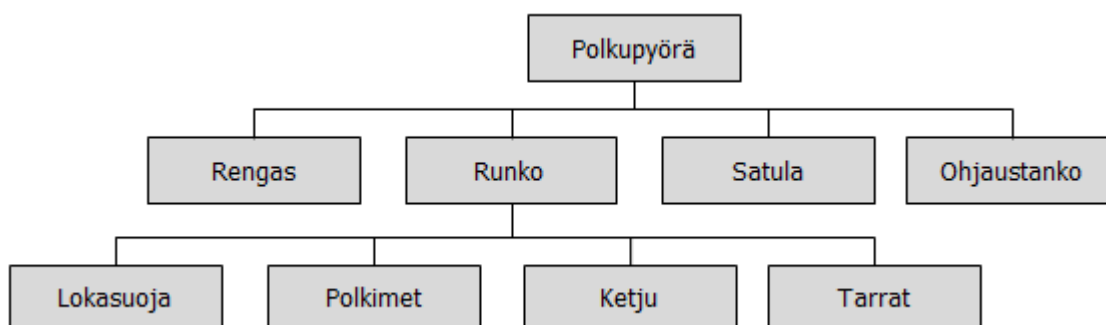 Polkupyörä
Rengas
Runko
Satula
Ohjaustanko
Lokasuoja
Polkimet
Ketju
Tarrat